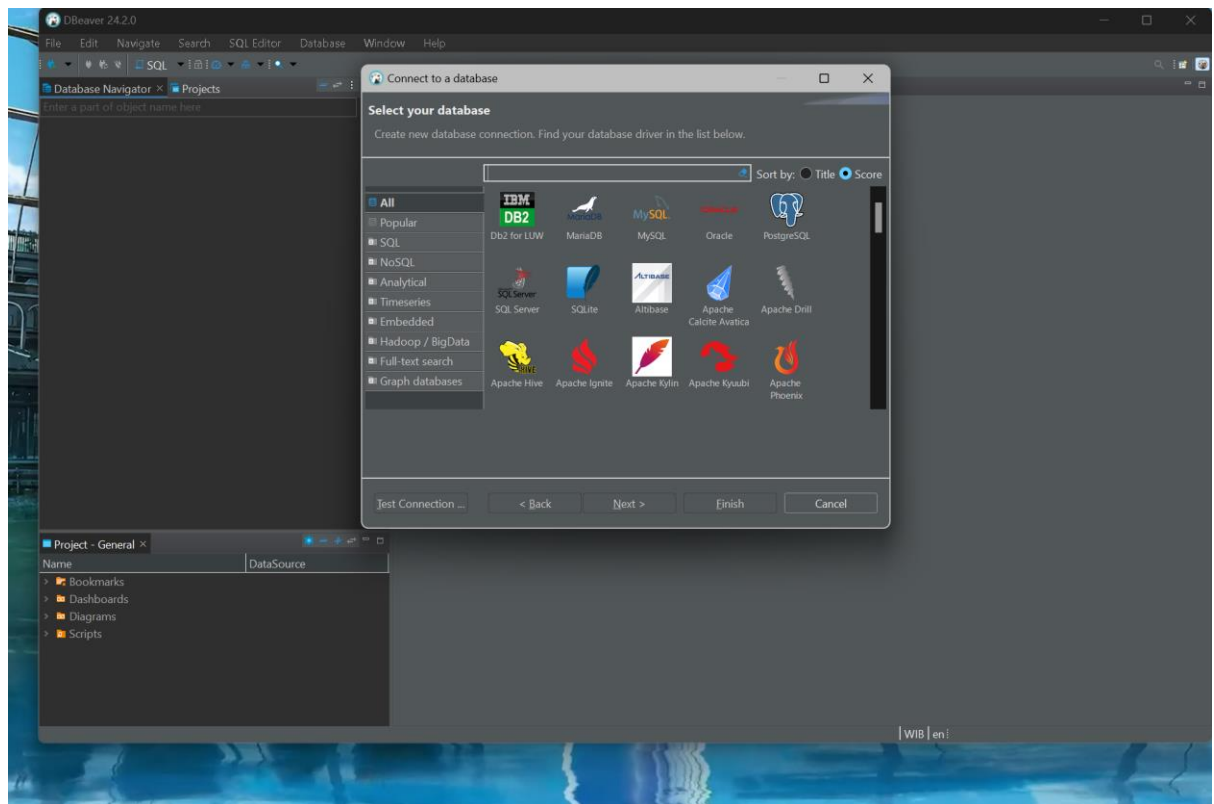 DBeaver 24.2.0
File Edit Navigate Search SQL Editor Database Window Help
SQL
Database Navigator Projects
Enter a part of object name here
Connect to a database
Select your database
Create new database connection. Find your database driver in the list below.
Sort by: Title Score
All
Popular
SQL
NoSQL
Analytical
Timeseries
Embedded
Hadoop / BigData
Full-text search
Graph databases
IBM
DB2
MariaDB
MySQL
Db2 for LUW MariaDB MySQL Oracle PostgreSQL
SQL Server
ALTIBASE
SQL Server SQLite Altibase Apache Calcite Avatica Apache Drill
HIVE
Apache Hive Apache Ignite Apache Kylin Apache Kyuubi Apache Phoenix
Test Connection ... < Back Next > Finish Cancel
Project - General
Name DataSource
Bookmarks
Dashboards
Diagrams
Scripts
WIB en